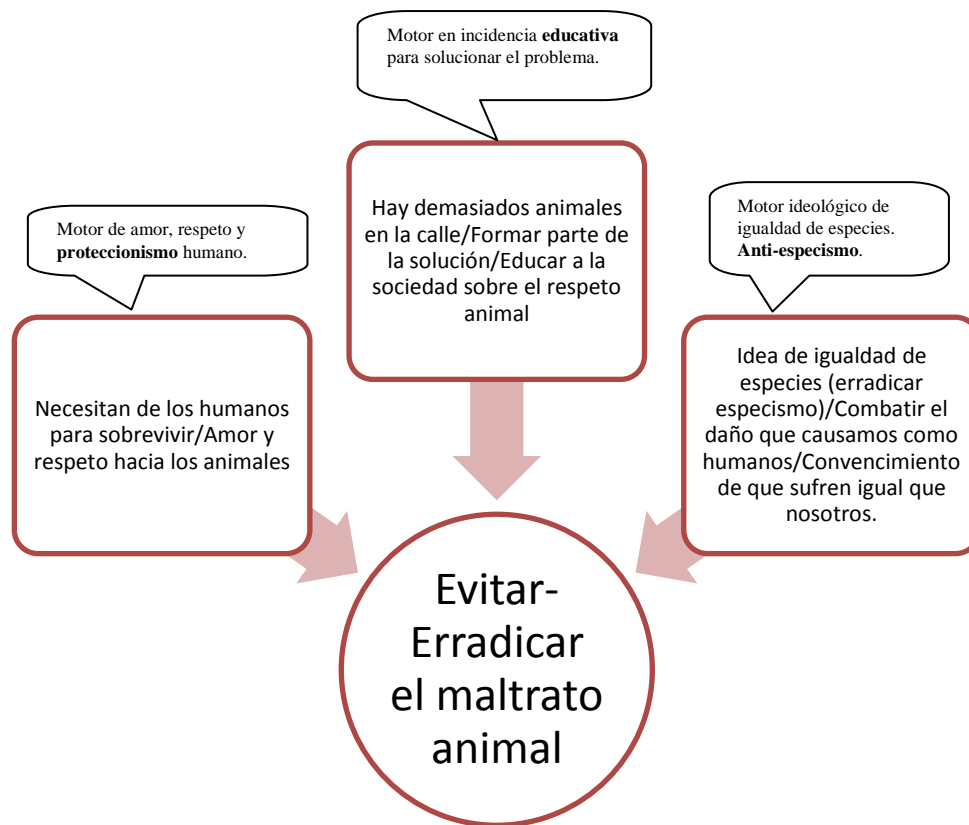 Motor en incidencia educativa
para solucionar el problema.
Motor de amor, respeto y
proteccionismo humano.
Motor ideológico de
igualdad de especies.
Anti-especismo.
Hay demasiados animales
en la calle/Formar parte de
la solución/Educar a la
sociedad sobre el respeto
animal
Necesitan de los humanos
para sobrevivir/Amor y
respeto hacia los animales
Idea de igualdad de
especies (erradicar
especismo)/Combatir el
daño que causamos como
humanos/Convencimiento
de que sufren igual que
nosotros.
Evitar-
Erradicar
el maltrato
animal